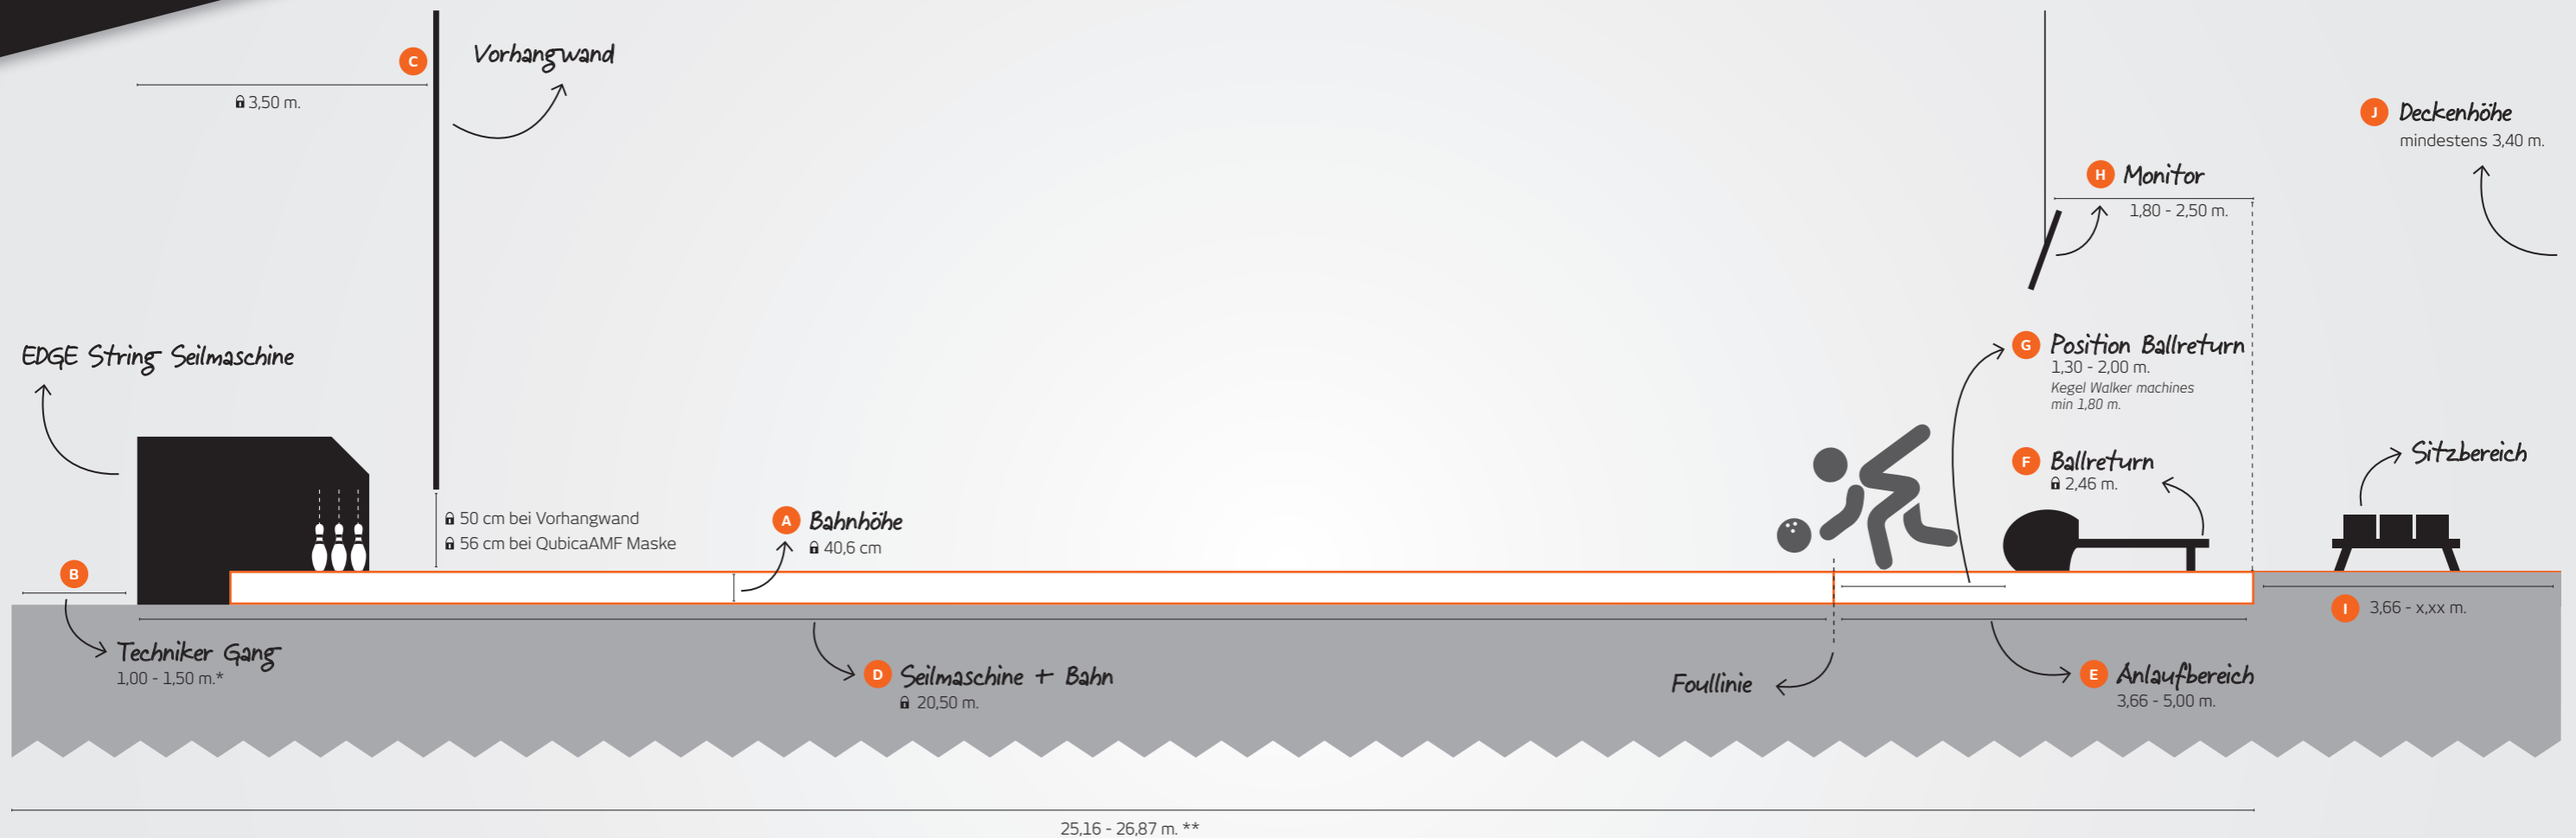 C
Vorhangwand
3,50 m.
J Deckenhöhe
mindestens 3,40 m.
H Monitor
1,80 - 2,50 m.
EDGE String Seilmaschine
G Position Ballreturn
1,30 - 2,00 m.
Kegel Walker machines
min 1,80 m.
F Ballreturn
2,46 m.
Sitzbereich
50 cm bei Vorhangwand
56 cm bei QubicaAMF Maske
A Bahnhöhe
40,6 cm
B
Techniker Gang
1,00 - 1,50 m.*
D Seilmaschine + Bahn
20,50 m.
Foullinie
E Anlaufbereich
3,66 - 5,00 m.
I 3,66 - x,xx m.
25,16 - 26,87 m. **